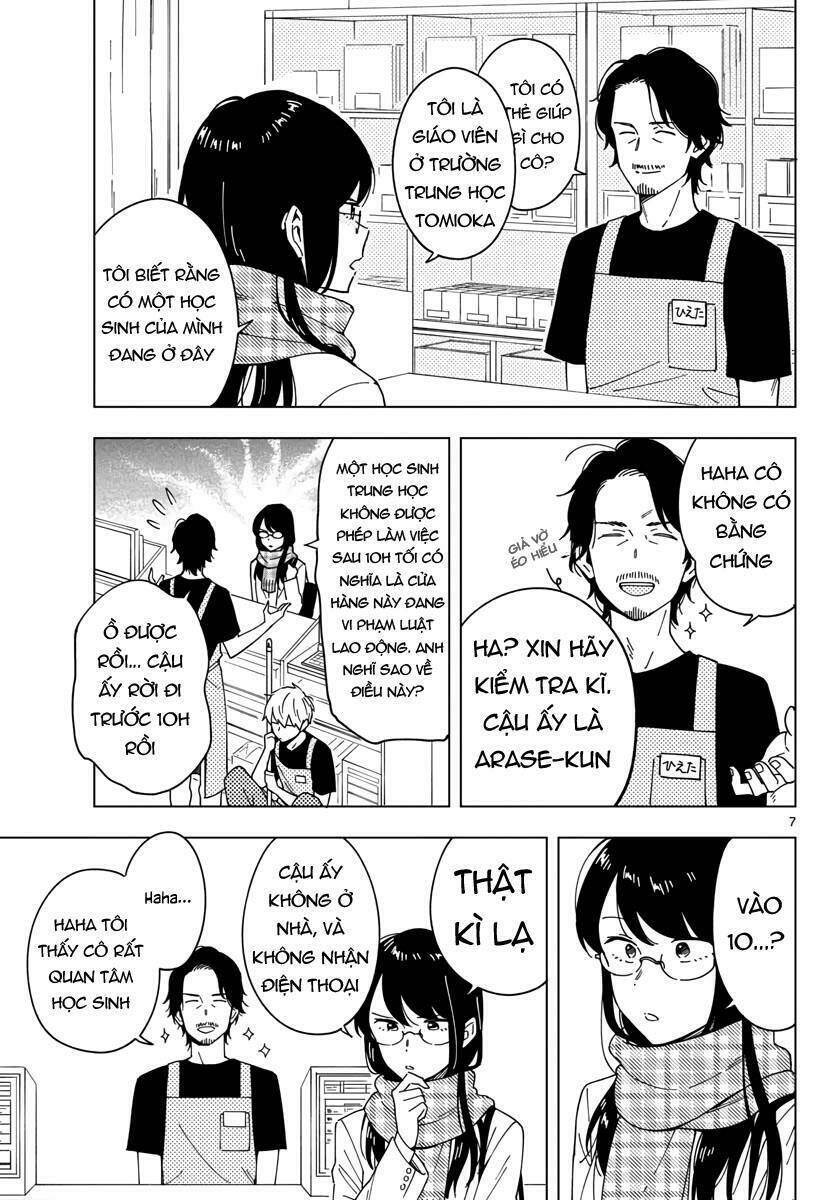 TÔI CÓ
THỂ GIÚP
GÌ CHO
CÔ?
TÔI LÀ
GIÁO VIÊN
Ở TRƯỜNG
TRUNG HỌC
TOMIOKA
TÔI BIẾT RẰNG
CÓ MỘT HỌC
SINH CỦA MÌNH
ĐANG Ở ĐÂY
ひえた
HAHA CÔ
KHÔNG CÓ
BẰNG
CHỨNG
GIẢ VỜ
ÉO HIỂU
HA? XIN HÃY
KIỂM TRA KĨ.
CẬU ẤY LÀ
ARASE-KUN
ひえた
MỘT HỌC SINH
TRUNG HỌC
KHÔNG ĐƯỢC
PHÉP LÀM VIỆC
SAU 10H TỐI CÓ
NGHĨA LÀ CỬA
HÀNG NÀY ĐANG
VI PHẠM LUẬT
LAO ĐỘNG. ANH
NGHĨ SAO VỀ
ĐIỀU NÀY?
Ồ ĐƯỢC
RỒI... CẬU
ẤY RỜI ĐI
TRƯỚC 10H
RỒI
7
VÀO
10...?
THẬT
KÌ LẠ
CẬU ẤY
KHÔNG Ở
NHÀ, VÀ
KHÔNG NHẬN
ĐIỆN THOẠI
Haha...
HAHA TÔI
THẤY CÔ RẤT
QUAN TÂM
HỌC SINH